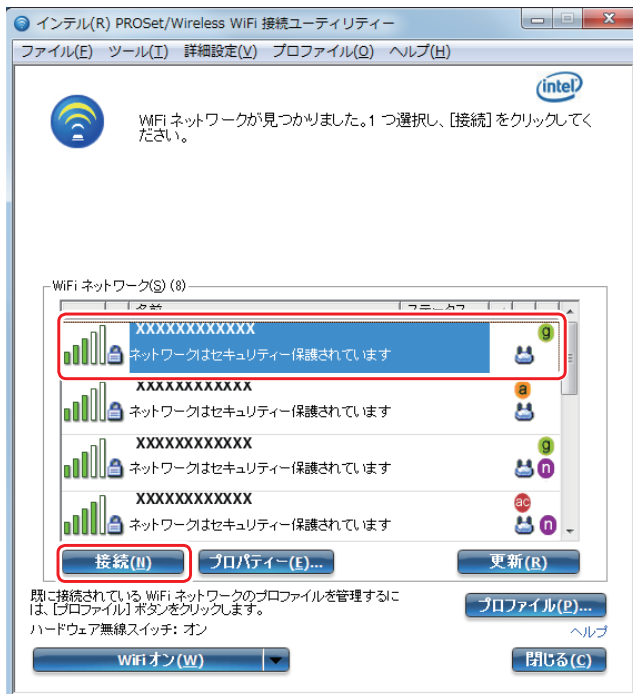 インテル(R) PROSet/Wireless WiFi 接続ユーティリティー
ファイル(F) ツール(T) 詳細設定(V) プロファイル(O) ヘルプ(H)
intel
WiFi ネットワークが見つかりました。1 つ選択し、[接続] をクリックしてく
ださい。
WiFi ネットワーク(S) (8)
名前 ステータス
XXXXXXXXXXXX
g
ネットワークはセキュリティー保護されています
XXXXXXXXXXXX
a
ネットワークはセキュリティー保護されています
XXXXXXXXXXXX
g
ネットワークはセキュリティー保護されています
n
XXXXXXXXXXXX
ac
ネットワークはセキュリティー保護されています
n
接続(N) プロパティー(E)... 更新(R)
既に接続されている WiFi ネットワークのプロファイルを管理するに
は、[プロファイル] ボタンをクリックします。
プロファイル(P)...
ハードウェア無線スイッチ: オン
ヘルプ
WiFi オン(W) 閉じる(C)